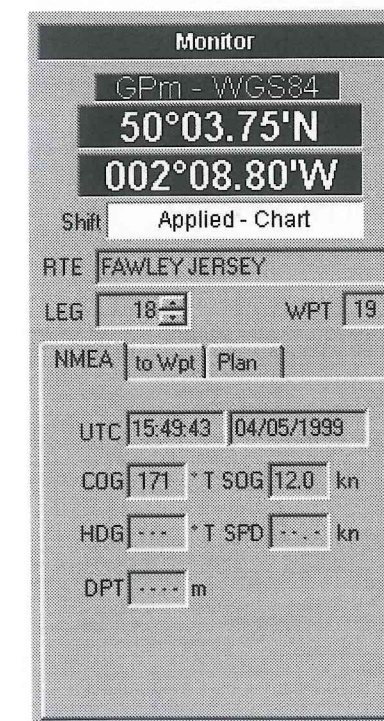 Monitor
GPm - WGS84
50°03.75'N
002°08.80'W
Shift Applied - Chart
RTE FAWLEY JERSEY
LEG 18 WPT 19
NMEA to Wpt Plan
UTC 15:49:43 04/05/1999
COG 171 °T SOG 12.0 kn
HDG --- °T SPD --.- kn
DPT ---- m